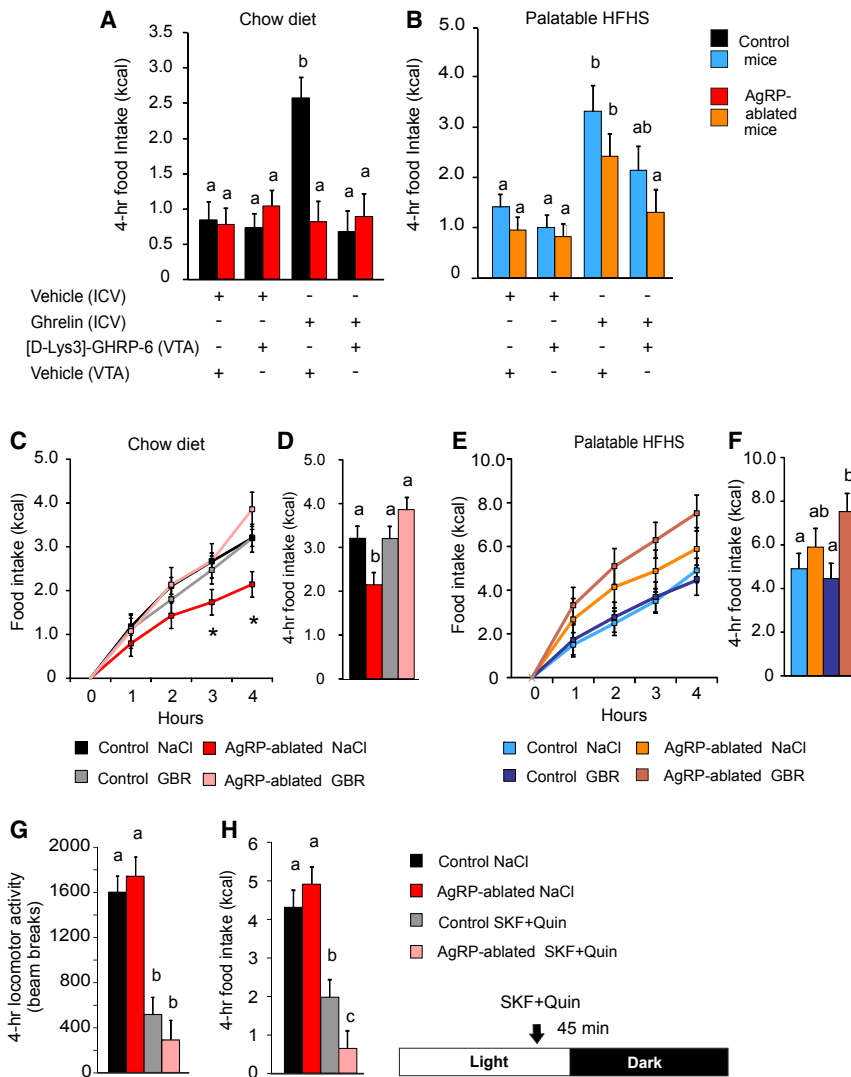 A
Chow diet
4-hr food Intake (kcal)
3.5
3.0
2.5
2.0
1.5
1.0
0.5
0
a a a a b a a a
B
Palatable HFHS
4-hr food Intake (kcal)
5.0
4.0
3.0
2.0
1.0
0
a a a a b b ab a
Control mice
AgRP-ablated mice
Vehicle (ICV) + + - - + + - -
Ghrelin (ICV) - - + + - - + +
[D-Lys3]-GHRP-6 (VTA) - + - + - + - +
Vehicle (VTA) + - + - + - + -
C
Chow diet
Food intake (kcal)
5.0
4.0
3.0
2.0
1.0
0
* *
0 1 2 3 4
Hours
D
4-hr food intake (kcal)
5.0
4.0
3.0
2.0
1.0
0
a b a a
Control NaCl
AgRP-ablated NaCl
Control GBR
AgRP-ablated GBR
E
Palatable HFHS
Food intake (kcal)
10.0
8.0
6.0
4.0
2.0
0
0 1 2 3 4
Hours
F
4-hr food intake (kcal)
10.0
8.0
6.0
4.0
2.0
0
a ab a b
Control NaCl
AgRP-ablated NaCl
Control GBR
AgRP-ablated GBR
G
4-hr locomotor activity
(beam breaks)
2000
1600
1200
800
400
0
a a b b
H
4-hr food intake (kcal)
6
5
4
3
2
1
0
a a b c
Control NaCl
AgRP-ablated NaCl
Control SKF+Quin
AgRP-ablated SKF+Quin
SKF+Quin
45 min
Light Dark